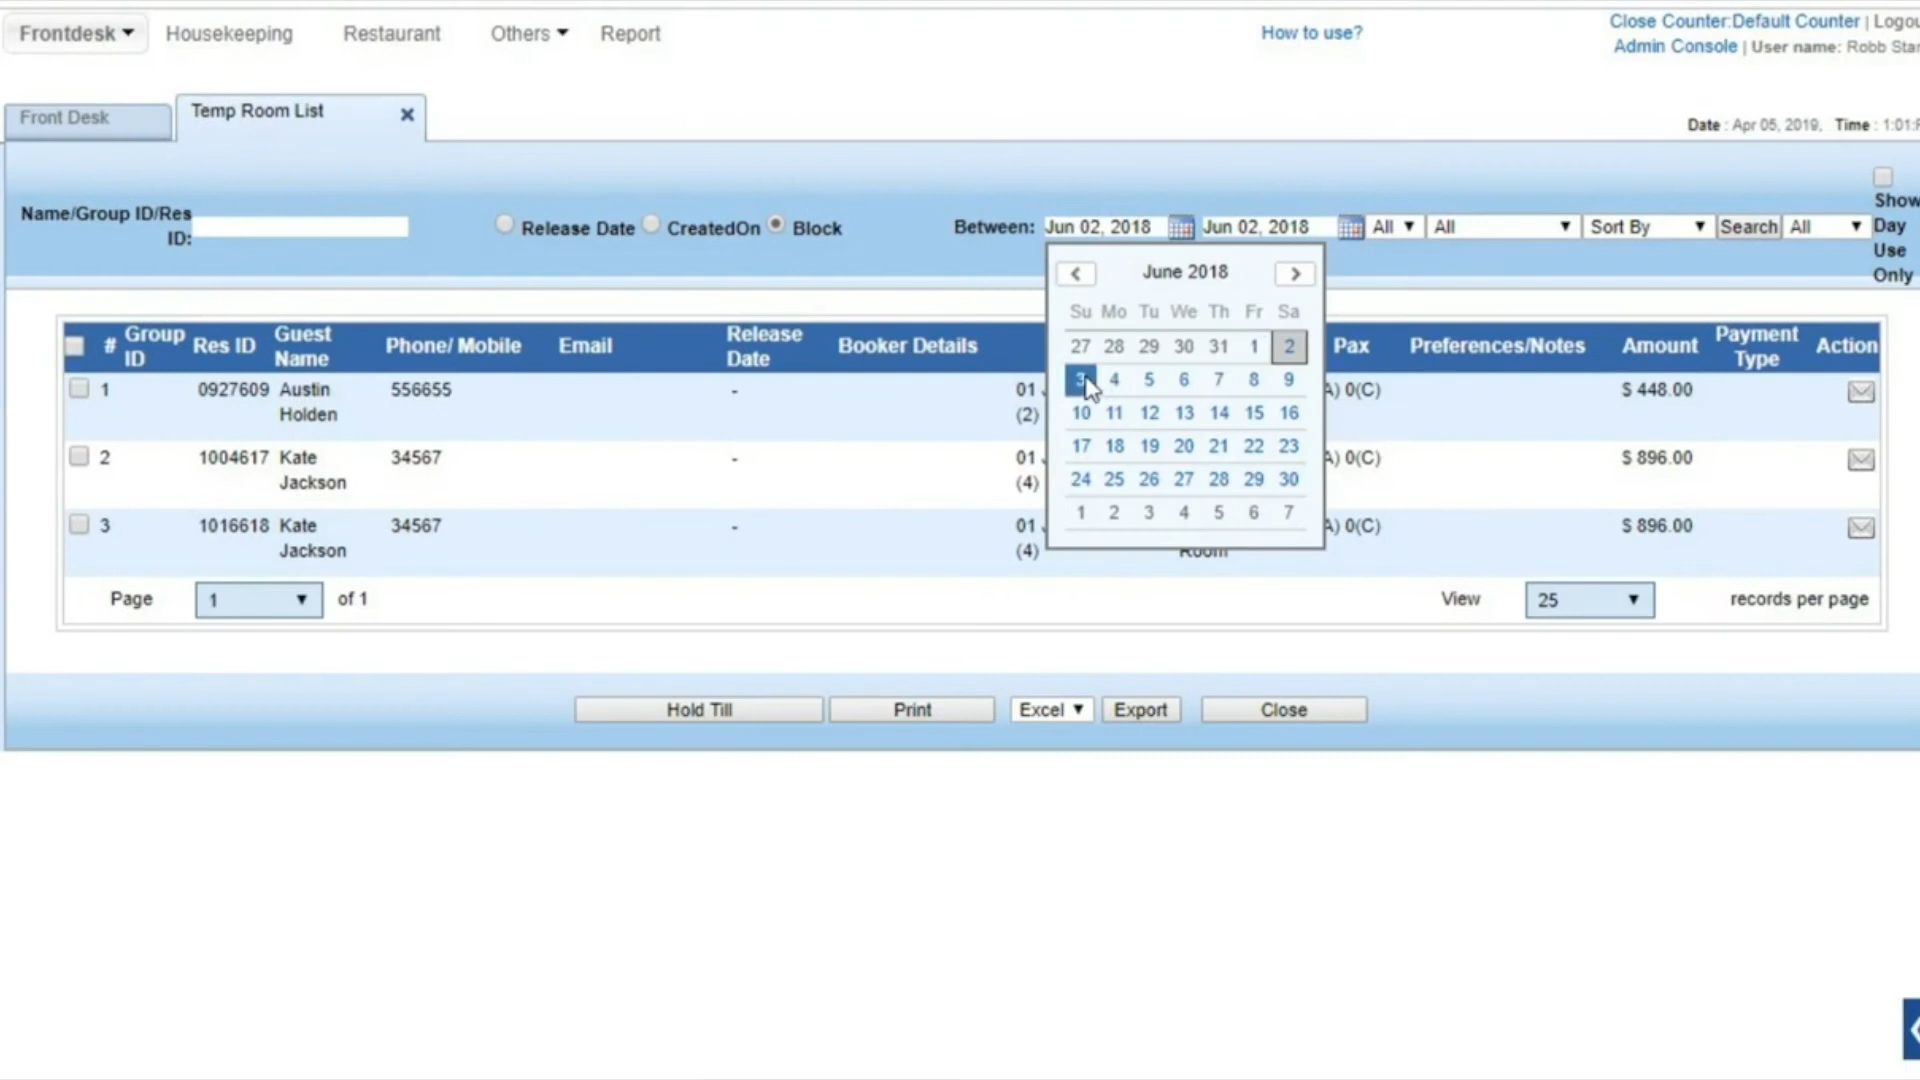 Frontdesk Housekeeping Restaurant Others Report How to use?
Close Counter:Default Counter | Logou
Admin Console | User name: Robb Star
Front Desk
Temp Room List
Date : Apr 05, 2019, Time : 1:01:
Name/Group ID/Res ID:
Release Date CreatedOn Block
Between: Jun 02, 2018 Jun 02, 2018 All All Sort By Search All
Show Day Use Only
June 2018
Su Mo Tu We Th Fr Sa
27 28 29 30 31 1 2
3 4 5 6 7 8 9
10 11 12 13 14 15 16
17 18 19 20 21 22 23
24 25 26 27 28 29 30
1 2 3 4 5 6 7
# Group ID Res ID Guest Name Phone/ Mobile Email Release Date Booker Details Pax Preferences/Notes Amount Payment Type Action
1 0927609 Austin Holden 556655 - 01 (2) A) 0(C) $ 448.00
2 1004617 Kate Jackson 34567 - 01 (4) A) 0(C) $ 896.00
3 1016618 Kate Jackson 34567 - 01 (4) Room A) 0(C) $ 896.00
Page 1 of 1 View 25 records per page
Hold Till Print Excel Export Close